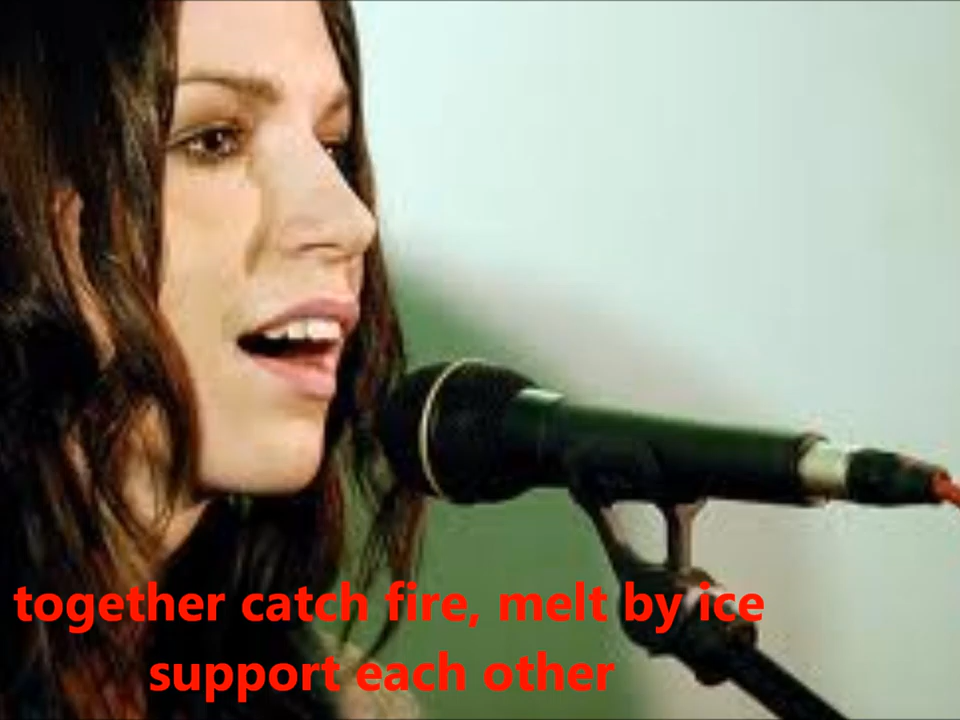 together catch fire, melt by ice
support each other